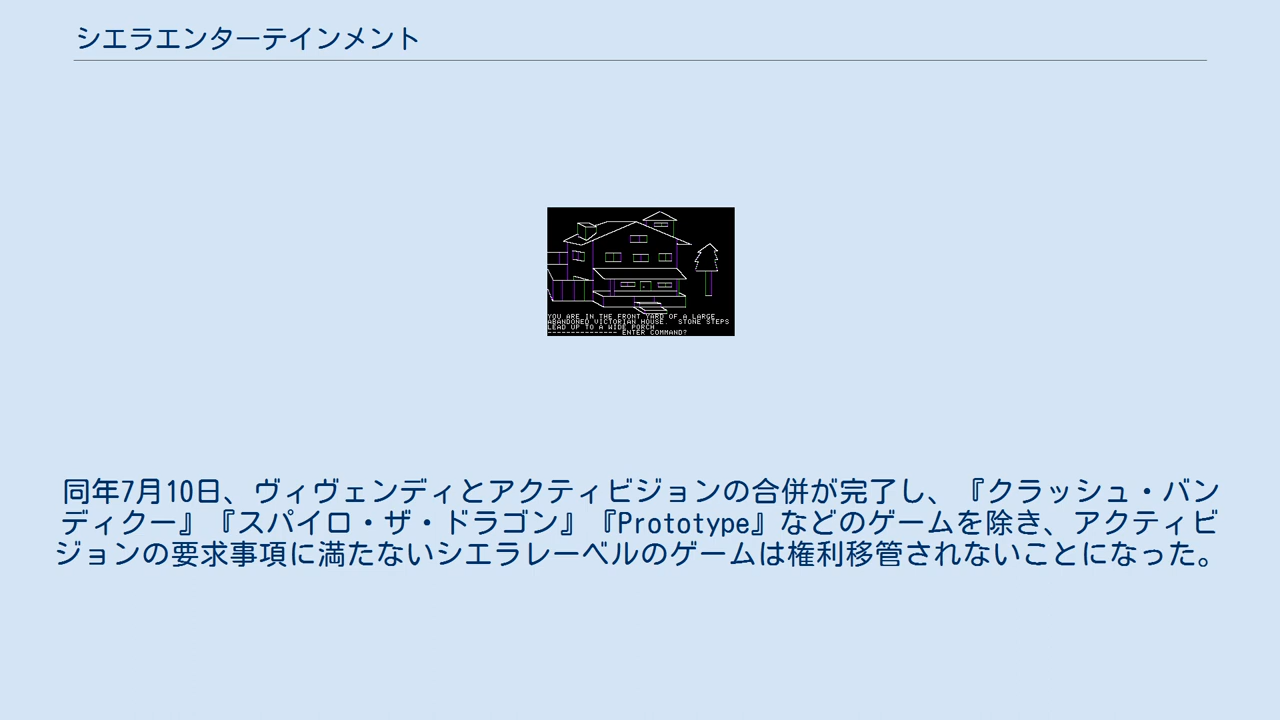 シエラエンターテインメント
YOU ARE IN THE FRONT YARD OF A LARGE
ABANDONED VICTORIAN HOUSE. STONE STEPS
LEAD UP TO A WIDE PORCH
--------------- ENTER COMMAND?
同年7月10日、ヴィヴェンディとアクティビジョンの合併が完了し、『クラッシュ・バン
ディクー』『スパイロ・ザ・ドラゴン』『Prototype』などのゲームを除き、アクティビ
ジョンの要求事項に満たないシエラレーベルのゲームは権利移管されないことになった。